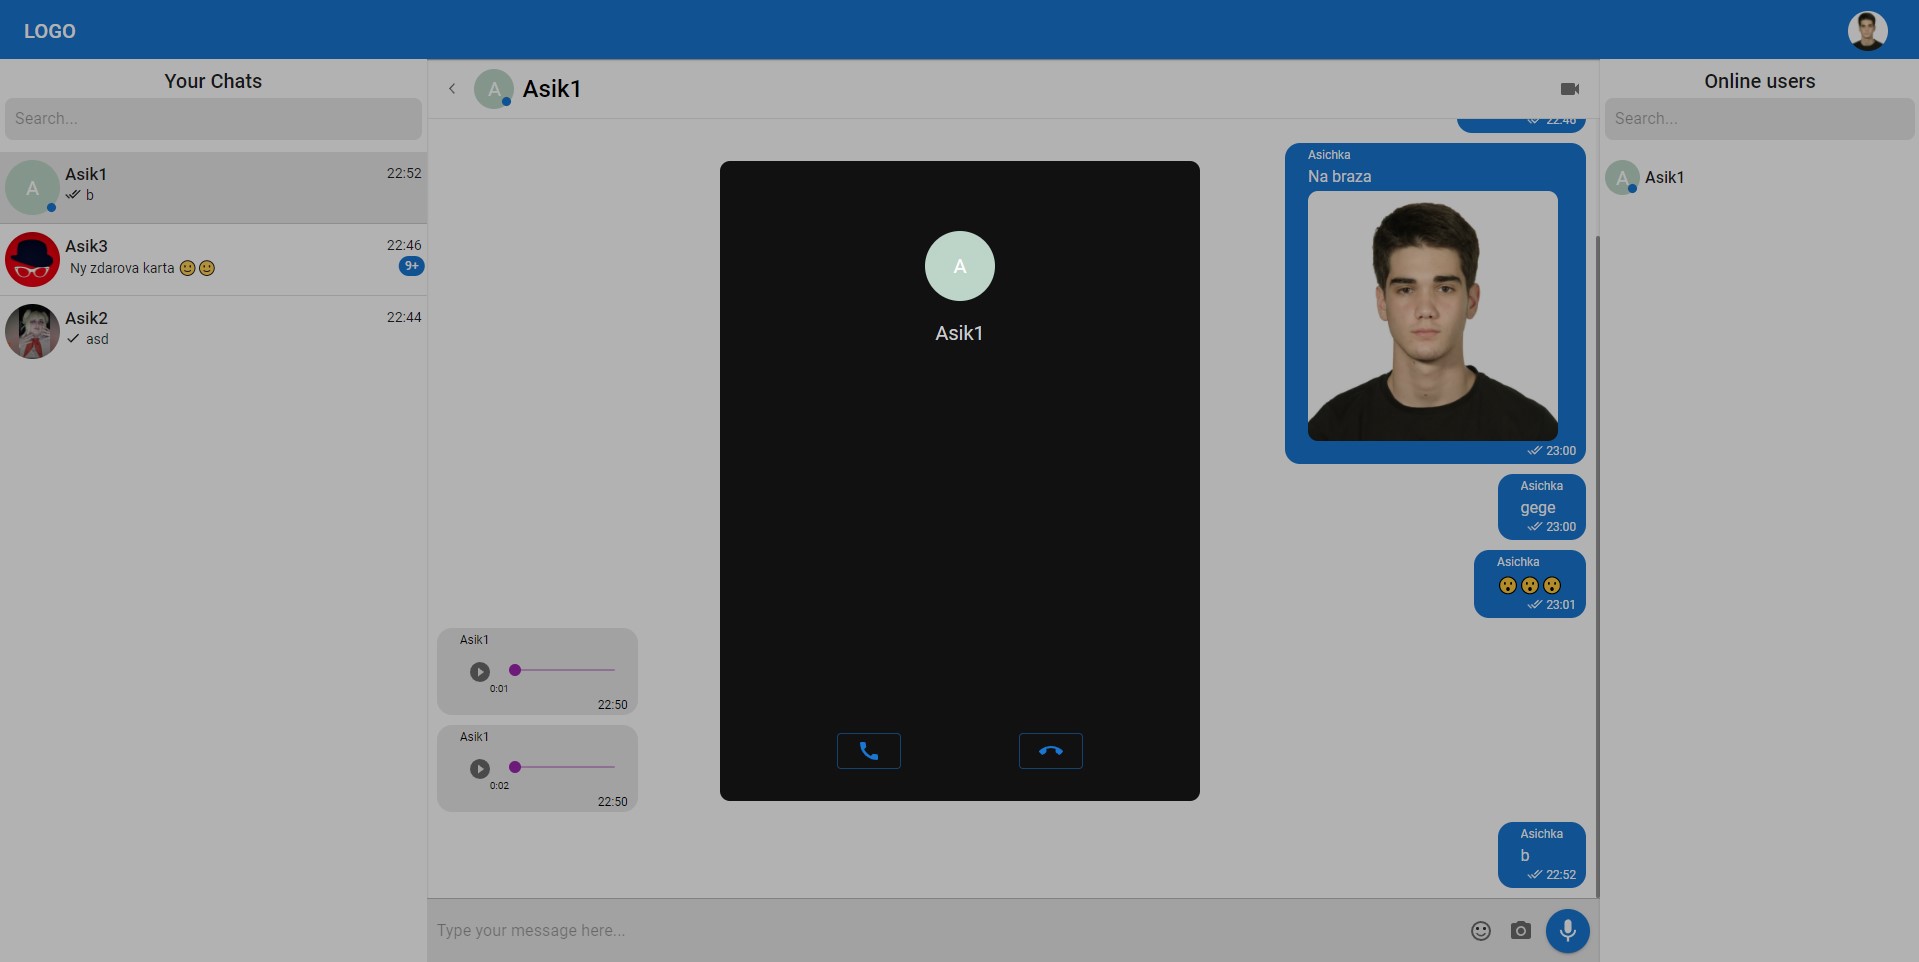 LOGO
Your Chats
Search...
A
Asik1
22:52
b
Asik3
22:46
Ny zdarova karta 🙂🙂
9+
Asik2
22:44
asd
A
Asik1
22:46
Asichka
Na braza
23:00
Asichka
gege
23:00
Asichka
😮😮😮
23:01
Asik1
0:01
22:50
Asik1
0:02
22:50
Asichka
b
22:52
Type your message here...
A
Asik1
Online users
Search...
A
Asik1